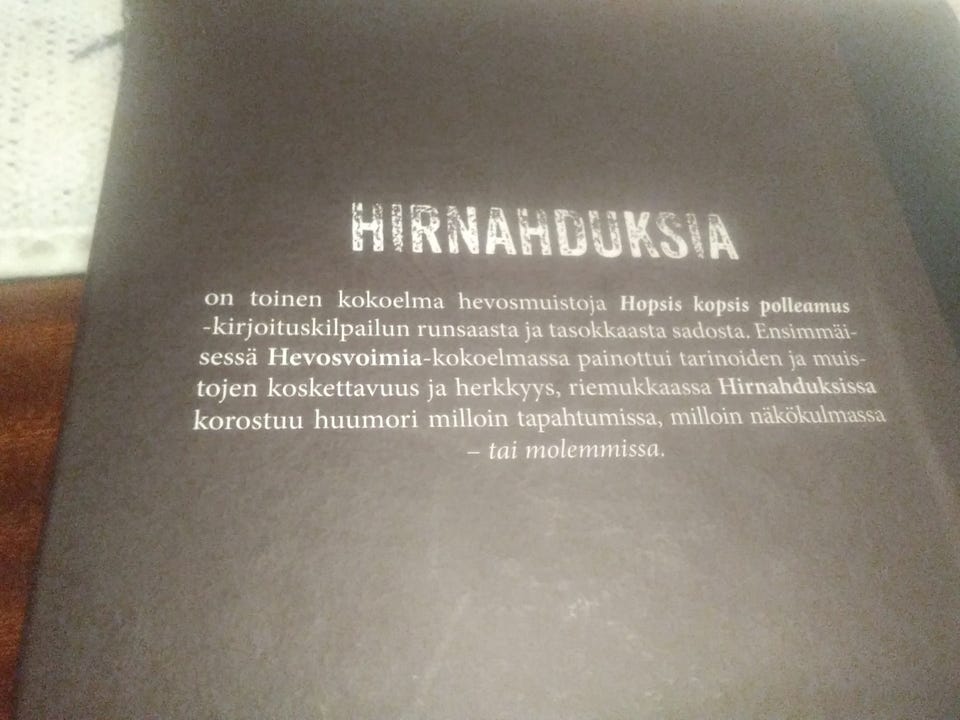 HIRNAHDUKSIA
on toinen kokoelma hevosmuistoja Hopsis kopsis polleamus
-kirjoituskilpailun runsaasta ja tasokkaasta sadosta. Ensimmäi-
sessä Hevosvoimia-kokoelmassa painottui tarinoiden ja muis-
tojen koskettavuus ja herkkyys, riemukkaassa Hirnahduksissa
korostuu huumori milloin tapahtumissa, milloin näkökulmassa
– tai molemmissa.